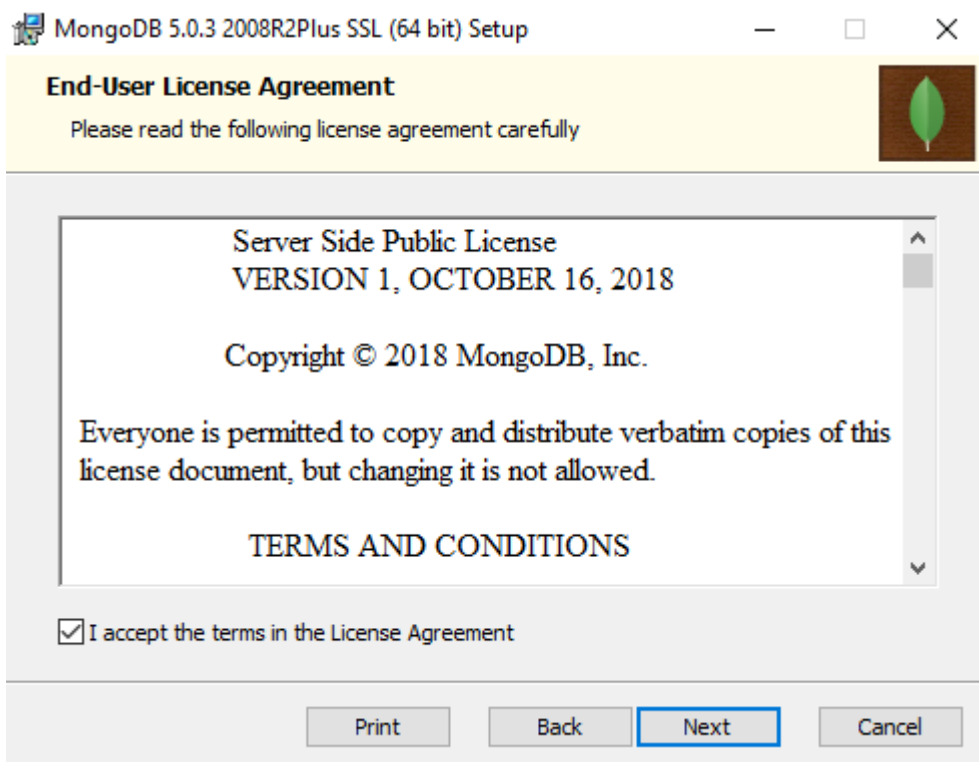 MongoDB 5.0.3 2008R2Plus SSL (64 bit) Setup
End-User License Agreement
Please read the following license agreement carefully
Server Side Public License
VERSION 1, OCTOBER 16, 2018
Copyright © 2018 MongoDB, Inc.
Everyone is permitted to copy and distribute verbatim copies of this
license document, but changing it is not allowed.
TERMS AND CONDITIONS
I accept the terms in the License Agreement
Print Back Next Cancel